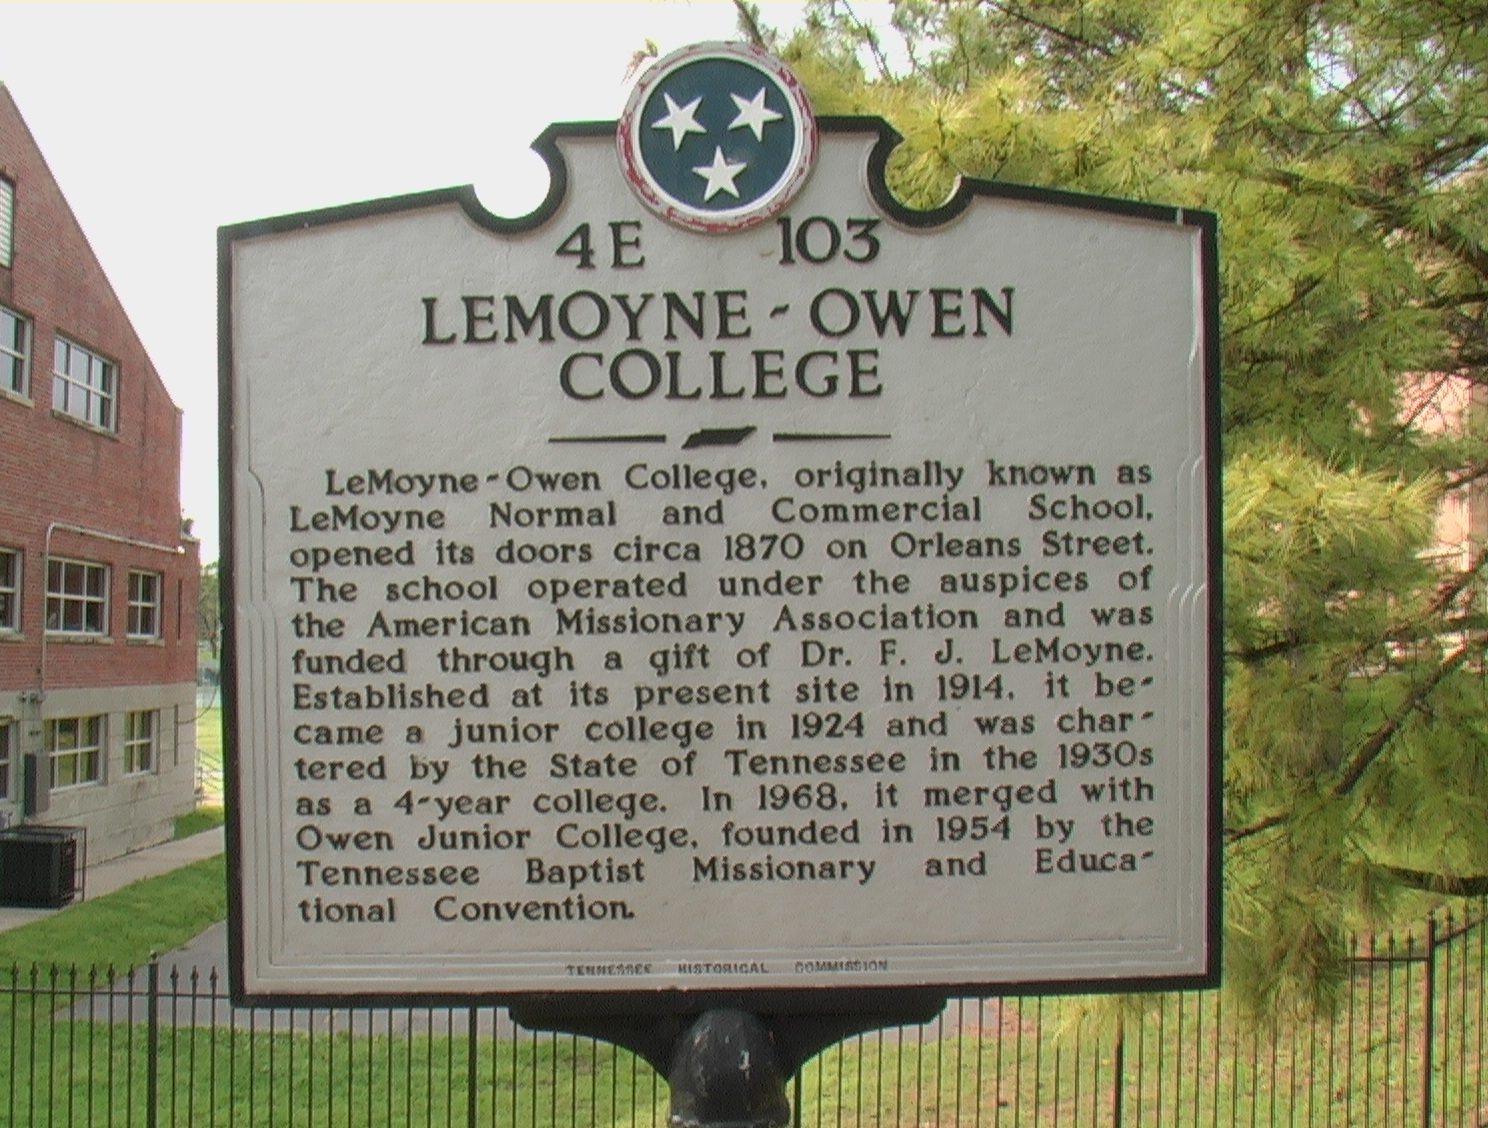 4E 103
LEMOYNE-OWEN
COLLEGE
LeMoyne-Owen College, originally known as
LeMoyne Normal and Commercial School,
opened its doors circa 1870 on Orleans Street.
The school operated under the auspices of
the American Missionary Association and was
funded through a gift of Dr. F. J. LeMoyne.
Established at its present site in 1914, it be-
came a junior college in 1924 and was char-
tered by the State of Tennessee in the 1930s
as a 4-year college. In 1968, it merged with
Owen Junior College, founded in 1954 by the
Tennessee Baptist Missionary and Educa-
tional Convention.
TENNESSEE HISTORICAL COMMISSION